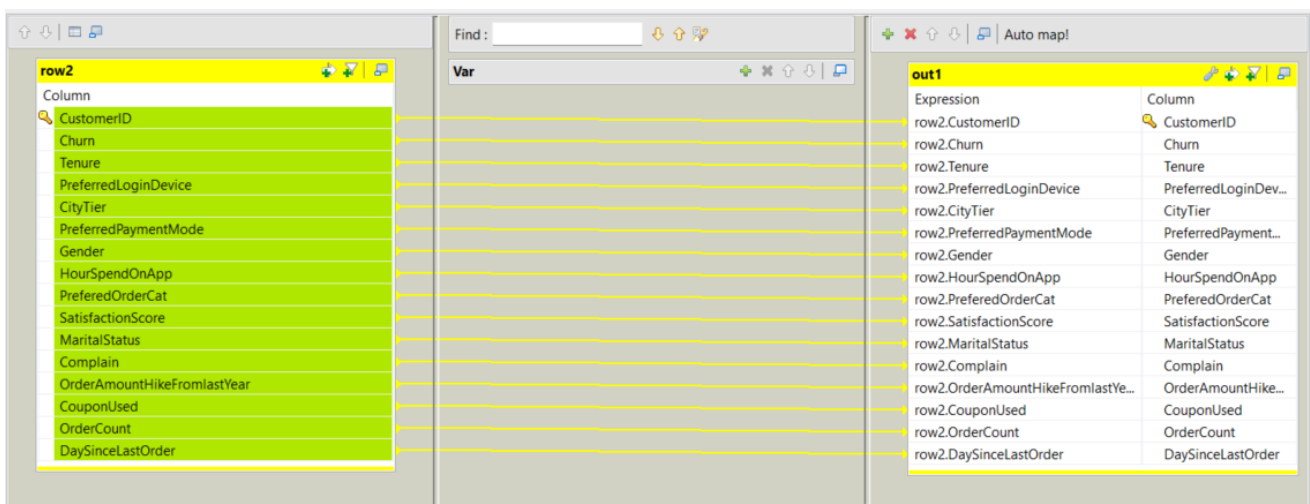 Find :
Auto map!
row2
Column
CustomerID
Churn
Tenure
PreferredLoginDevice
CityTier
PreferredPaymentMode
Gender
HourSpendOnApp
PreferedOrderCat
SatisfactionScore
MaritalStatus
Complain
OrderAmountHikeFromlastYear
CouponUsed
OrderCount
DaySinceLastOrder
Var
out1
Expression Column
row2.CustomerID CustomerID
row2.Churn Churn
row2.Tenure Tenure
row2.PreferredLoginDevice PreferredLoginDev...
row2.CityTier CityTier
row2.PreferredPaymentMode PreferredPayment...
row2.Gender Gender
row2.HourSpendOnApp HourSpendOnApp
row2.PreferedOrderCat PreferedOrderCat
row2.SatisfactionScore SatisfactionScore
row2.MaritalStatus MaritalStatus
row2.Complain Complain
row2.OrderAmountHikeFromlastYe... OrderAmountHike...
row2.CouponUsed CouponUsed
row2.OrderCount OrderCount
row2.DaySinceLastOrder DaySinceLastOrder